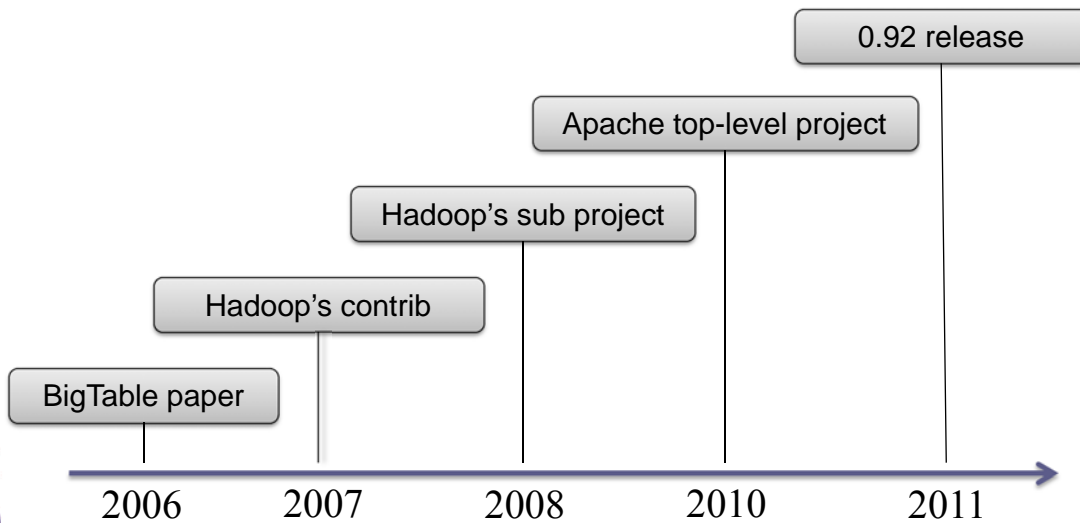 0.92 release
Apache top-level project
Hadoop’s sub project
Hadoop’s contrib
BigTable paper
2006 2007 2008 2010 2011